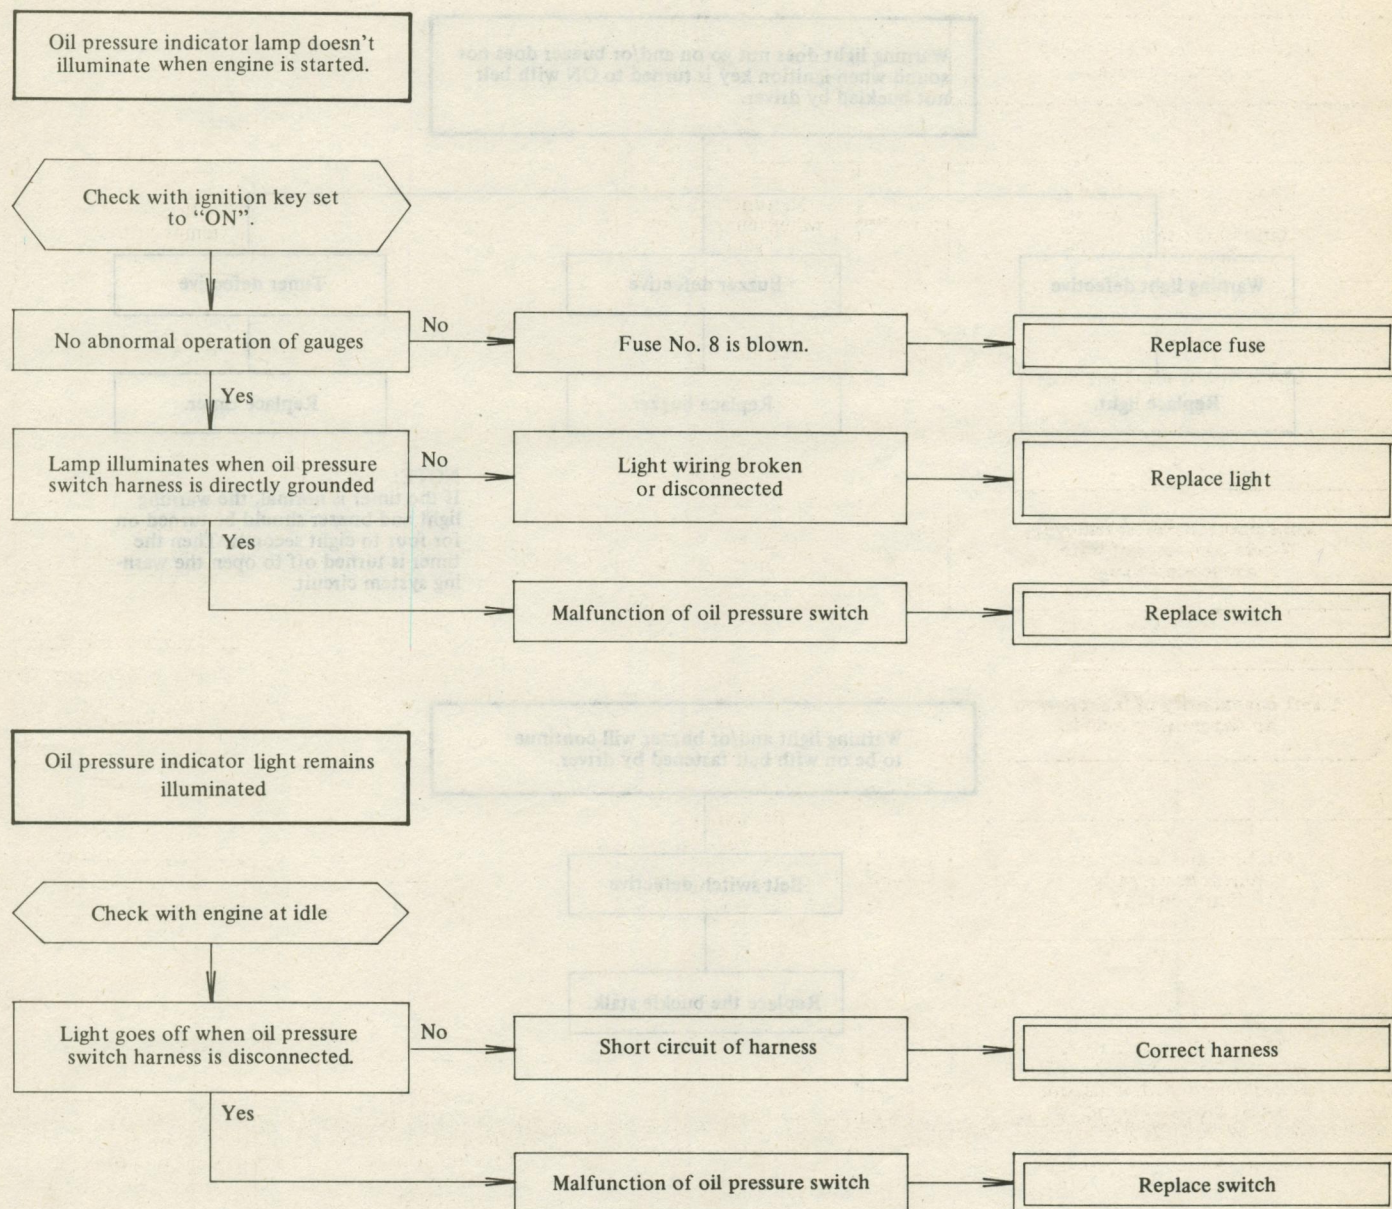 Oil pressure indicator lamp doesn't
illuminate when engine is started.
Check with ignition key set
to “ON”.
No abnormal operation of gauges
No
Fuse No. 8 is blown.
Replace fuse
Yes
Lamp illuminates when oil pressure
switch harness is directly grounded
No
Light wiring broken
or disconnected
Replace light
Yes
Malfunction of oil pressure switch
Replace switch
Oil pressure indicator light remains
illuminated
Check with engine at idle
Light goes off when oil pressure
switch harness is disconnected.
No
Short circuit of harness
Correct harness
Yes
Malfunction of oil pressure switch
Replace switch